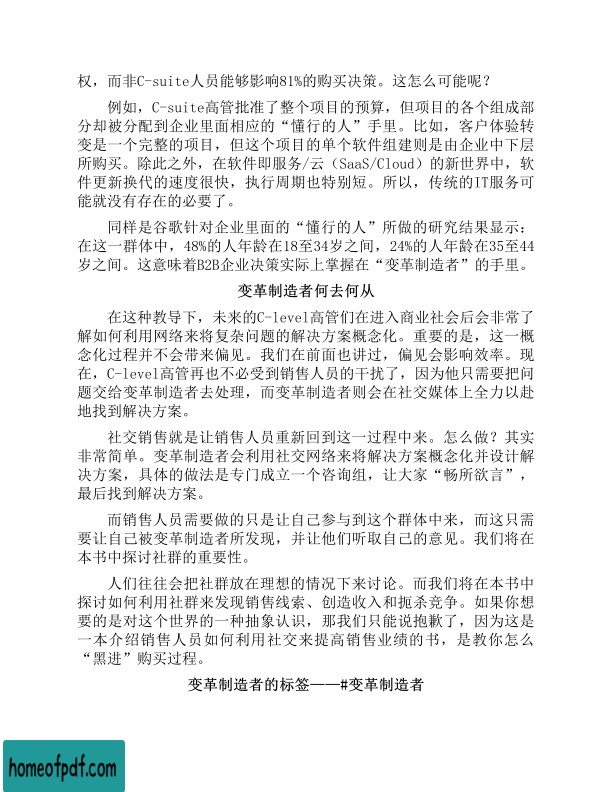 权，而非C-suite人员能够影响81%的购买决策。这怎么可能呢？
例如，C-suite高管批准了整个项目的预算，但项目的各个组成部
分却被分配到企业里面相应的“懂行的人”手里。比如，客户体验转
变是一个完整的项目，但这个项目的单个软件组建则是由企业中下层
所购买。除此之外，在软件即服务/云（SaaS/Cloud）的新世界中，软
件更新换代的速度很快，执行周期也特别短。所以，传统的IT服务可
能就没有存在的必要了。
同样是谷歌针对企业里面的“懂行的人”所做的研究结果显示：
在这一群体中，48%的人年龄在18至34岁之间，24%的人年龄在35至44
岁之间。这意味着B2B企业决策实际上掌握在“变革制造者”的手里。
变革制造者何去何从
在这种教导下，未来的C-level高管们在进入商业社会后会非常了
解如何利用网络来将复杂问题的解决方案概念化。重要的是，这一概
念化过程并不会带来偏见。我们在前面也讲过，偏见会影响效率。现
在，C-level高管再也不必受到销售人员的干扰了，因为他只需要把问
题交给变革制造者去处理，而变革制造者则会在社交媒体上全力以赴
地找到解决方案。
社交销售就是让销售人员重新回到这一过程中来。怎么做？其实
非常简单。变革制造者会利用社交网络来将解决方案概念化并设计解
决方案，具体的做法是专门成立一个咨询组，让大家“畅所欲言”，
最后找到解决方案。
而销售人员需要做的只是让自己参与到这个群体中来，而这只需
要让自己被变革制造者所发现，并让他们听取自己的意见。我们将在
本书中探讨社群的重要性。
人们往往会把社群放在理想的情况下来讨论。而我们将在本书中
探讨如何利用社群来发现销售线索、创造收入和扼杀竞争。如果你想
要的是对这个世界的一种抽象认识，那我们只能说抱歉了，因为这是
一本介绍销售人员如何利用社交来提高销售业绩的书，是教你怎么
“黑进”购买过程。
变革制造者的标签——#变革制造者
homeofpdf.com